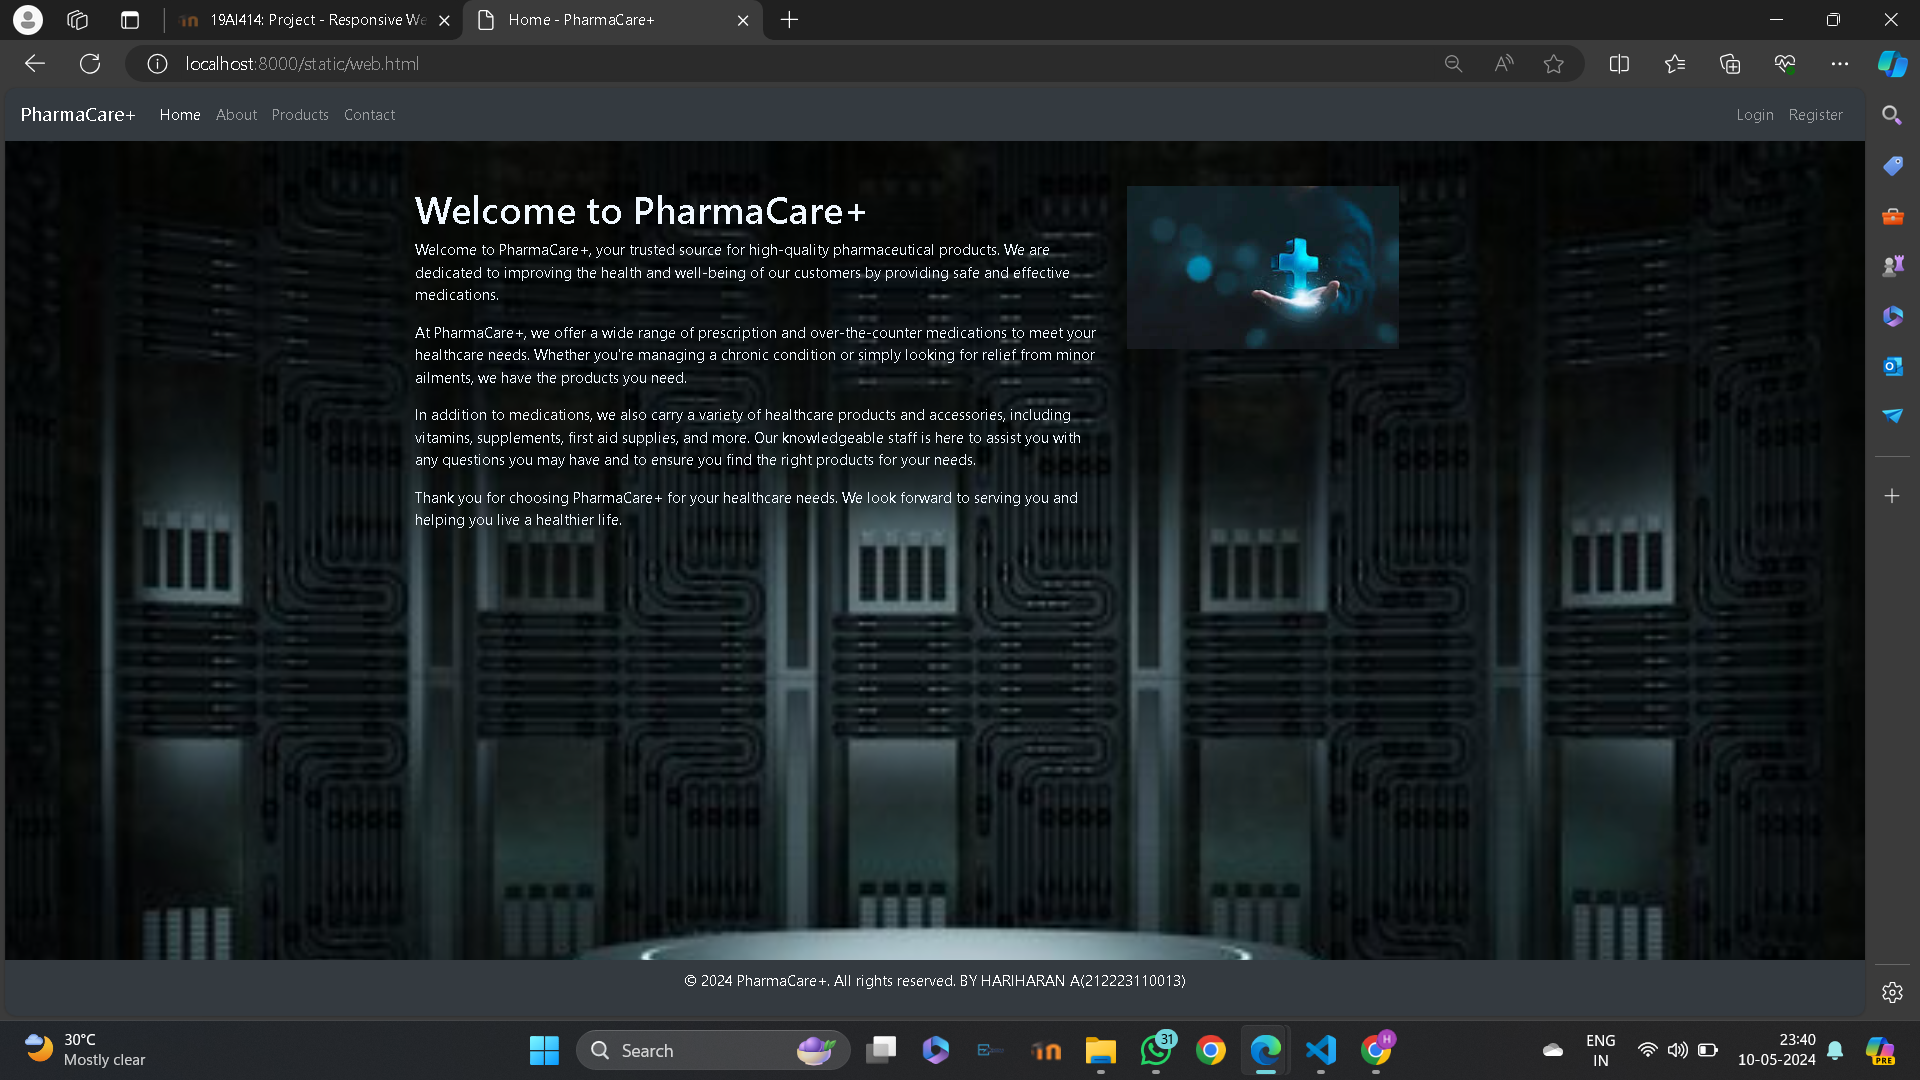 19AI414: Project - Responsive We
Home - PharmaCare+
localhost:8000/static/web.html
PharmaCare+ Home About Products Contact Login Register
Welcome to PharmaCare+
Welcome to PharmaCare+, your trusted source for high-quality pharmaceutical products. We are
dedicated to improving the health and well-being of our customers by providing safe and effective
medications.
At PharmaCare+, we offer a wide range of prescription and over-the-counter medications to meet your
healthcare needs. Whether you're managing a chronic condition or simply looking for relief from minor
ailments, we have the products you need.
In addition to medications, we also carry a variety of healthcare products and accessories, including
vitamins, supplements, first aid supplies, and more. Our knowledgeable staff is here to assist you with
any questions you may have and to ensure you find the right products for your needs.
Thank you for choosing PharmaCare+ for your healthcare needs. We look forward to serving you and
helping you live a healthier life.
© 2024 PharmaCare+. All rights reserved. BY HARIHARAN A(212223110013)
30°C
Mostly clear
Search
31
H
ENG
IN
23:40
10-05-2024
PRE